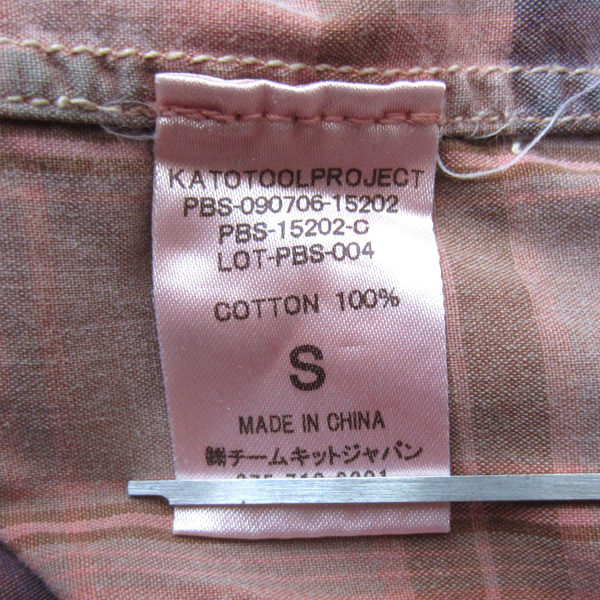 KATOTOOLPROJECT
PBS-090706-15202
PBS-15202-C
LOT-PBS-004
COTTON 100%
S
MADE IN CHINA
㈱チームキットジャパン